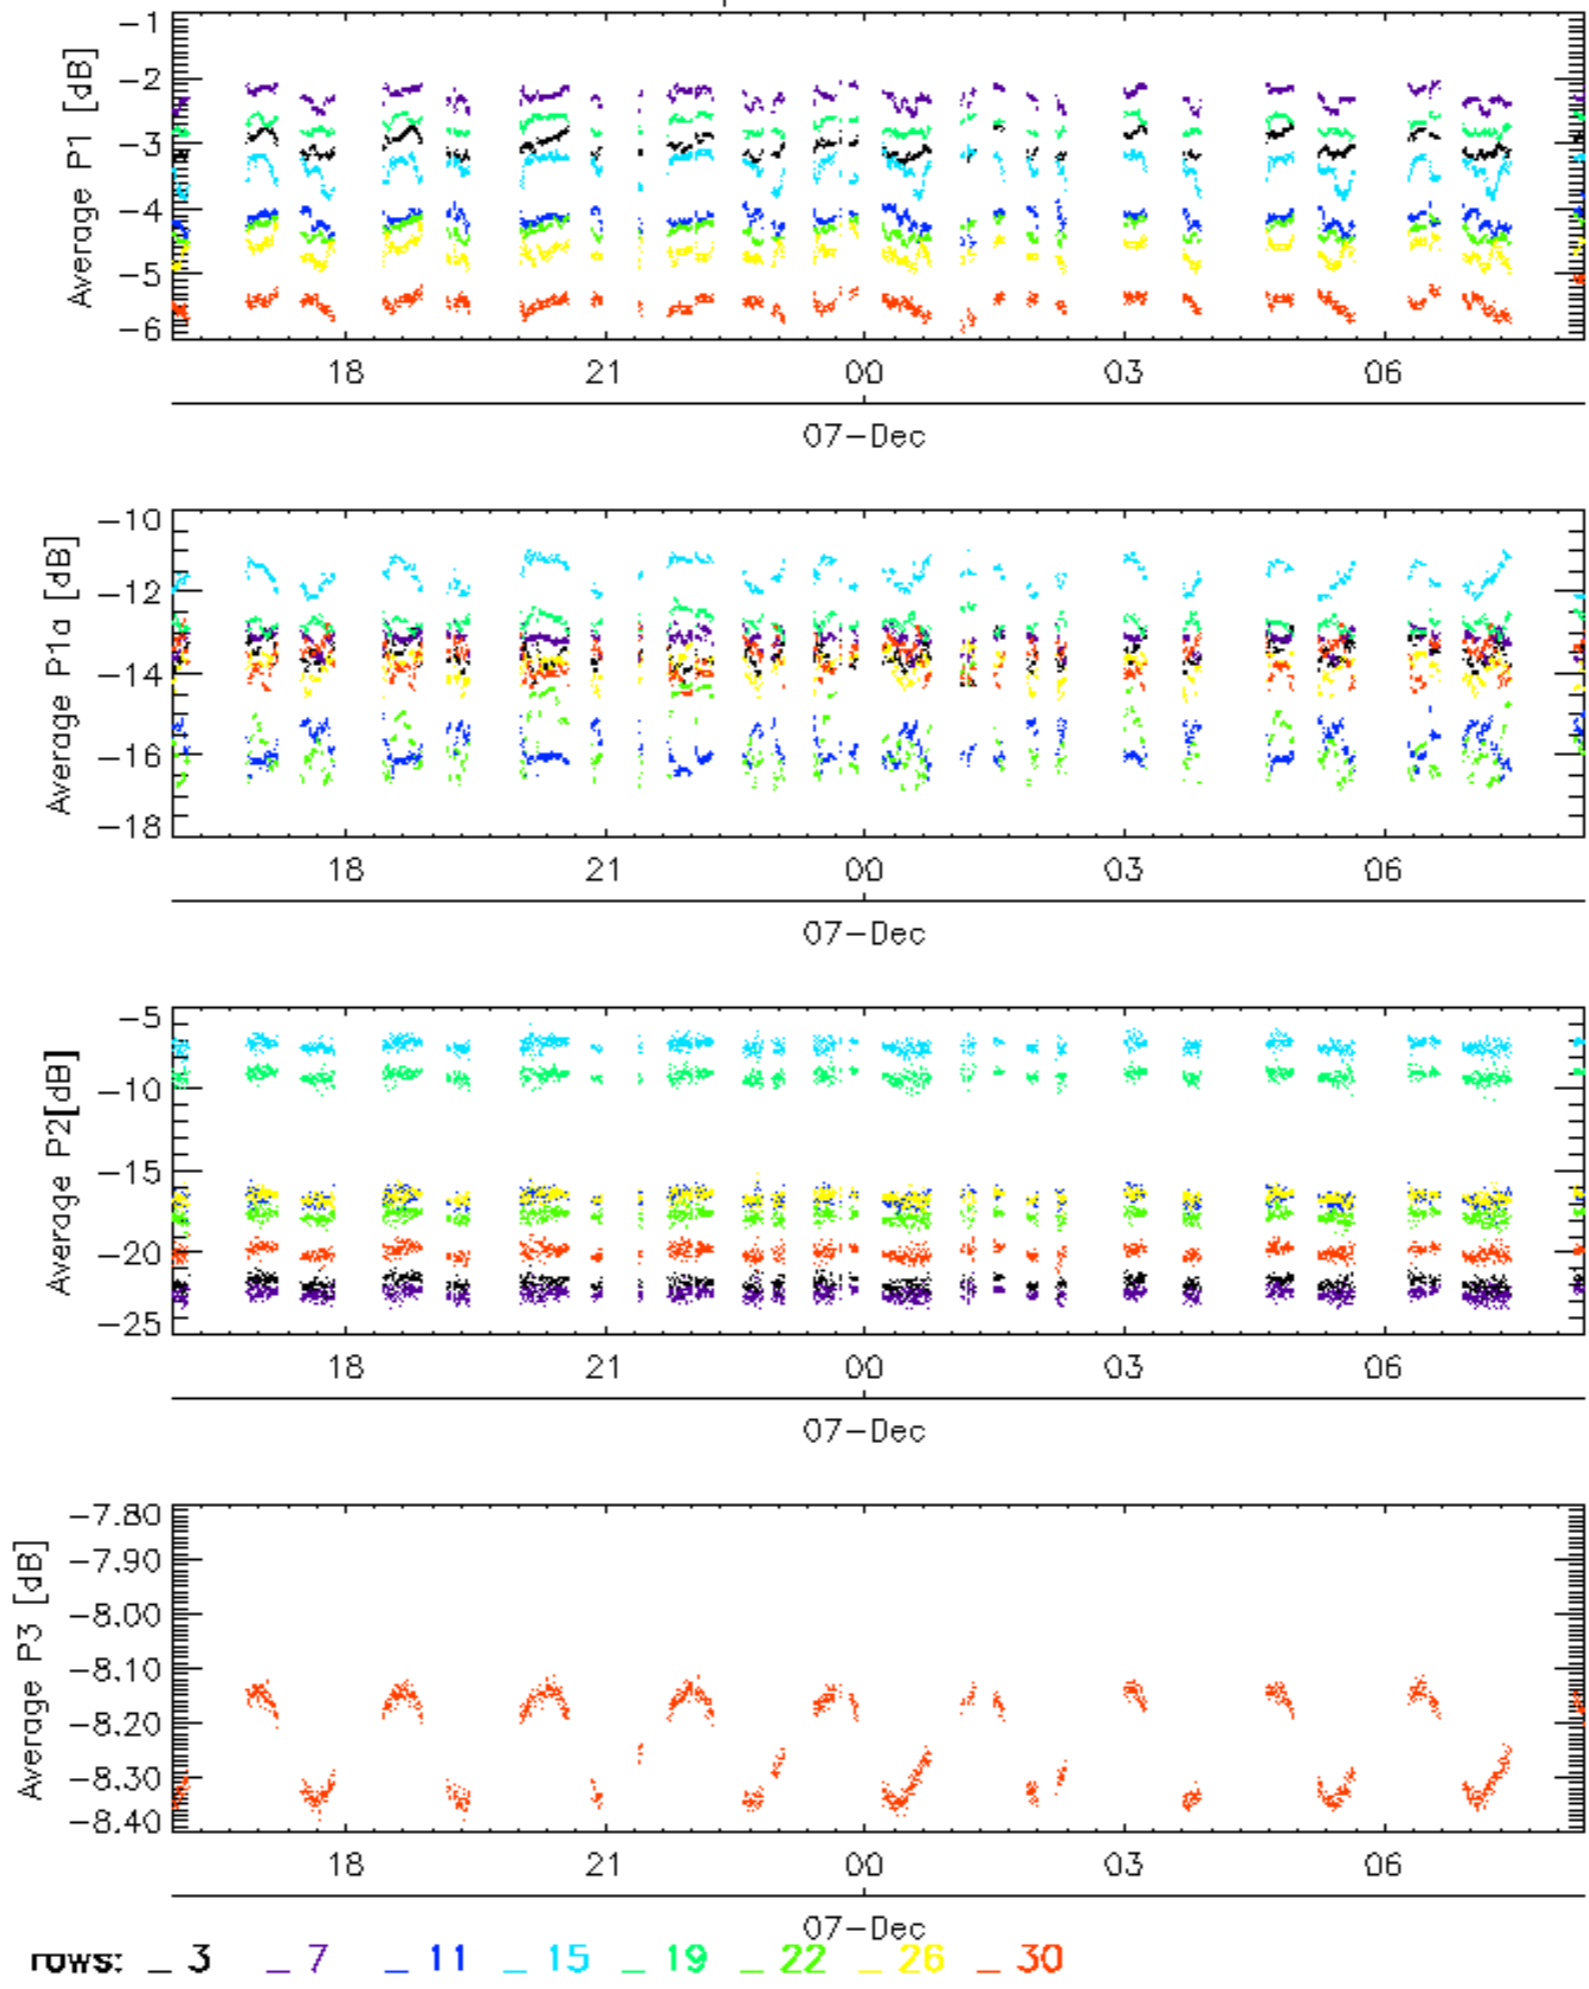 Average P1 [dB]
-1
-2
-3
-4
-5
-6
18 21 00 03 06
07-Dec
Average P1a [dB]
-10
-12
-14
-16
-18
18 21 00 03 06
07-Dec
Average P2[dB]
-5
-10
-15
-20
-25
18 21 00 03 06
07-Dec
Average P3 [dB]
-7.80
-7.90
-8.00
-8.10
-8.20
-8.30
-8.40
18 21 00 03 06
07-Dec
rows: _ 3 _ 7 _ 11 _ 15 _ 19 _ 22 _ 26 _ 30